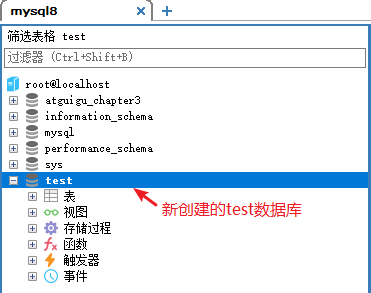 mysql8
筛选表格 test
过滤器 (Ctrl+Shift+B)
root@localhost
atguigu_chapter3
information_schema
mysql
performance_schema
sys
test
表
新创建的test数据库
视图
存储过程
函数
触发器
事件